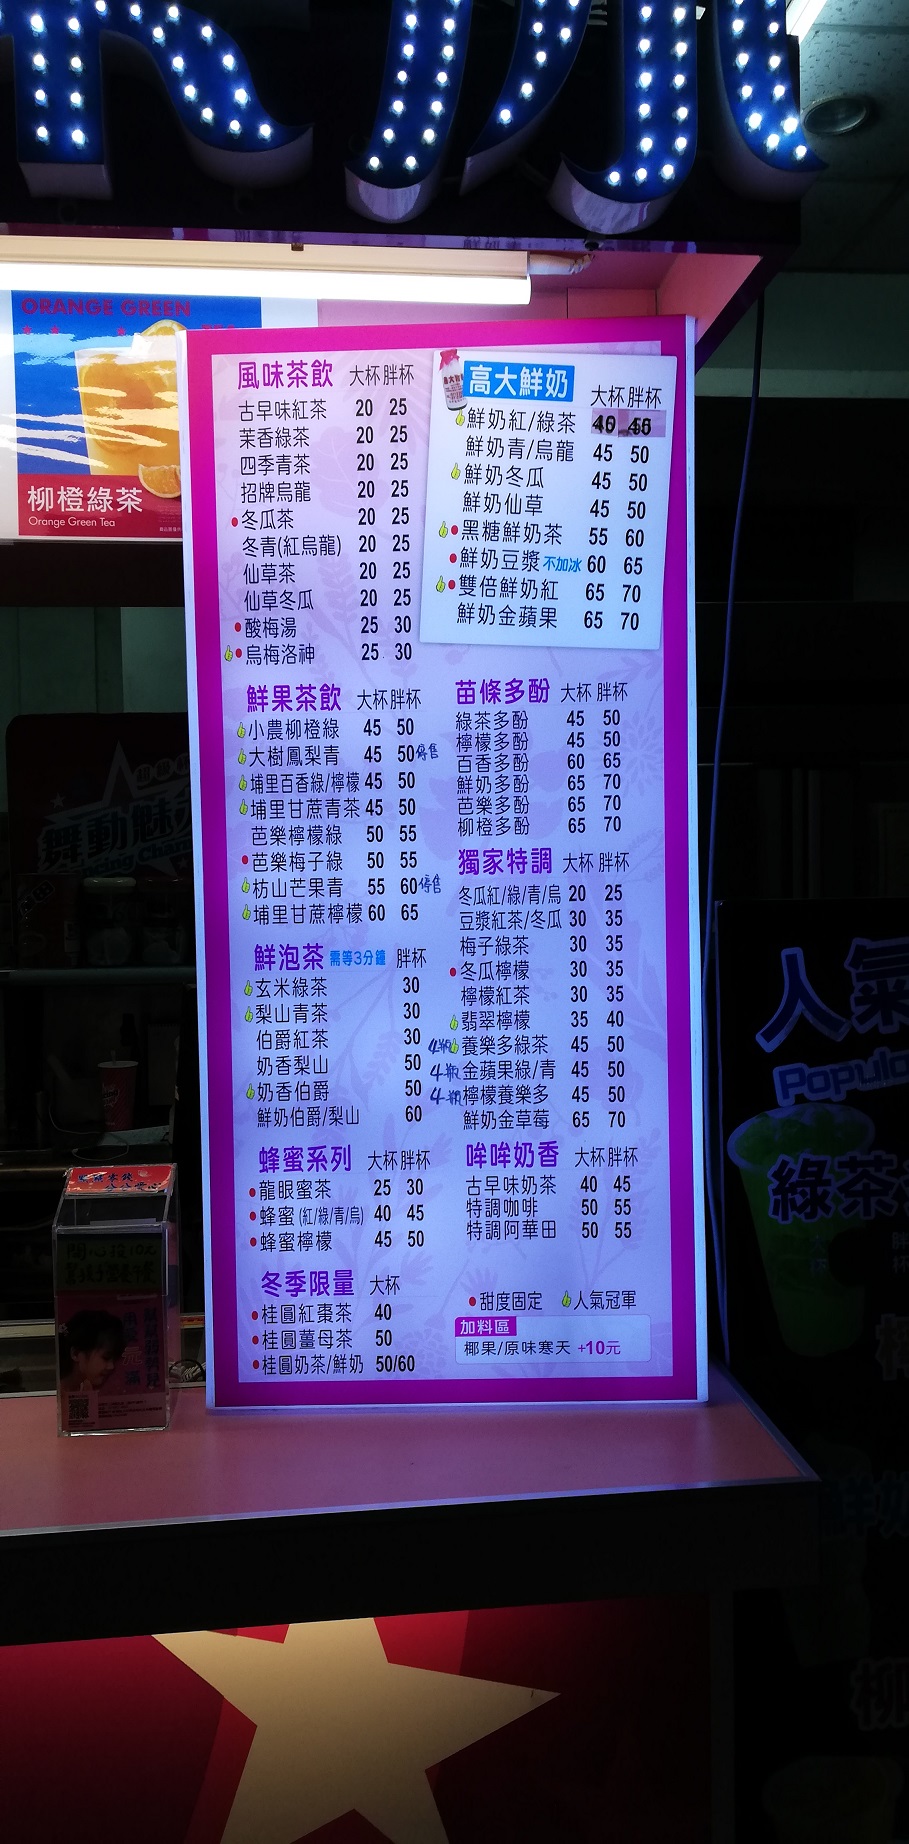 ORANGE GREEN
柳橙綠茶
Orange Green Tea
風味茶飲 大杯 胖杯
古早味紅茶 20 25
茉香綠茶 20 25
四季青茶 20 25
招牌烏龍 20 25
冬瓜茶 20 25
冬青(紅烏龍) 20 25
仙草茶 20 25
仙草冬瓜 20 25
酸梅湯 25 30
烏梅洛神 25 30
高大鮮奶 大杯 胖杯
鮮奶紅/綠茶
鮮奶青/烏龍 45 50
鮮奶冬瓜 45 50
鮮奶仙草 45 50
黑糖鮮奶茶 55 60
鮮奶豆漿 不加冰 60 65
雙倍鮮奶紅 65 70
鮮奶金蘋果 65 70
鮮果茶飲 大杯 胖杯
小農柳橙綠 45 50
大樹鳳梨青 45 50 停售
埔里百香綠/檸檬 45 50
埔里甘蔗青茶 45 50
芭樂檸檬綠 50 55
芭樂梅子綠 50 55
枋山芒果青 55 60 停售
埔里甘蔗檸檬 60 65
苗條多酚 大杯 胖杯
綠茶多酚 45 50
檸檬多酚 45 50
百香多酚 60 65
鮮奶多酚 65 70
芭樂多酚 65 70
柳橙多酚 65 70
獨家特調 大杯 胖杯
冬瓜紅/綠/青/烏 20 25
豆漿紅茶/冬瓜 30 35
梅子綠茶 30 35
冬瓜檸檬 30 35
檸檬紅茶 30 35
翡翠檸檬 35 40
4瓶 養樂多綠茶 45 50
4瓶 金蘋果綠/青 45 50
4瓶 檸檬養樂多 45 50
鮮奶金草莓 65 70
鮮泡茶 需等3分鐘 胖杯
玄米綠茶 30
梨山青茶 30
伯爵紅茶 30
奶香梨山 50
奶香伯爵 50
鮮奶伯爵/梨山 60
蜂蜜系列 大杯 胖杯
龍眼蜜茶 25 30
蜂蜜(紅/綠/青/烏) 40 45
蜂蜜檸檬 45 50
哞哞奶香 大杯 胖杯
古早味奶茶 40 45
特調咖啡 50 55
特調阿華田 50 55
冬季限量 大杯
桂圓紅棗茶 40
桂圓薑母茶 50
桂圓奶茶/鮮奶 50/60
甜度固定 人氣冠軍
加料區
椰果/原味寒天 +10元
舞動魅
人氣
Popula
綠茶